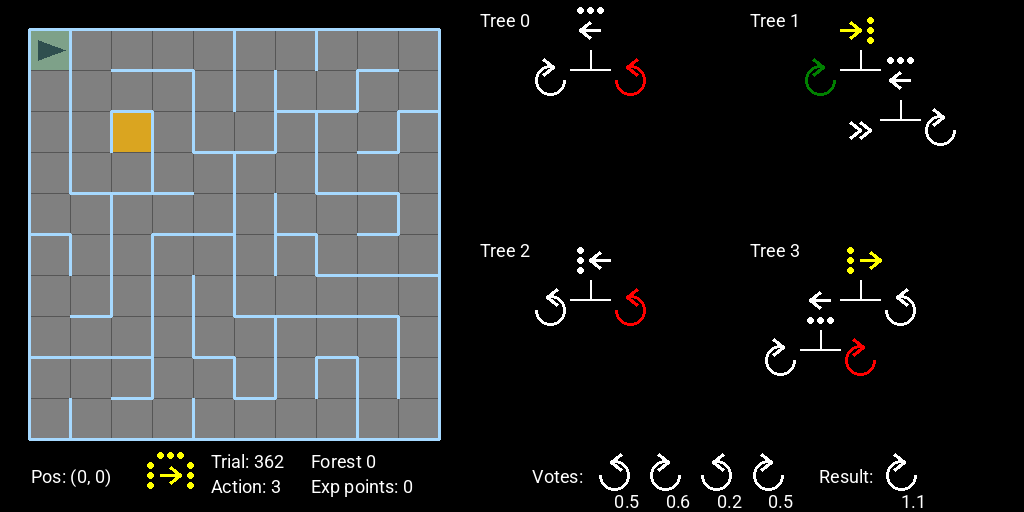 Tree 0
Tree 1
Tree 2
Tree 3
Pos: (0, 0)
Trial: 362
Forest 0
Action: 3
Exp points: 0
Votes:
0.5
0.6
0.2
0.5
Result:
1.1